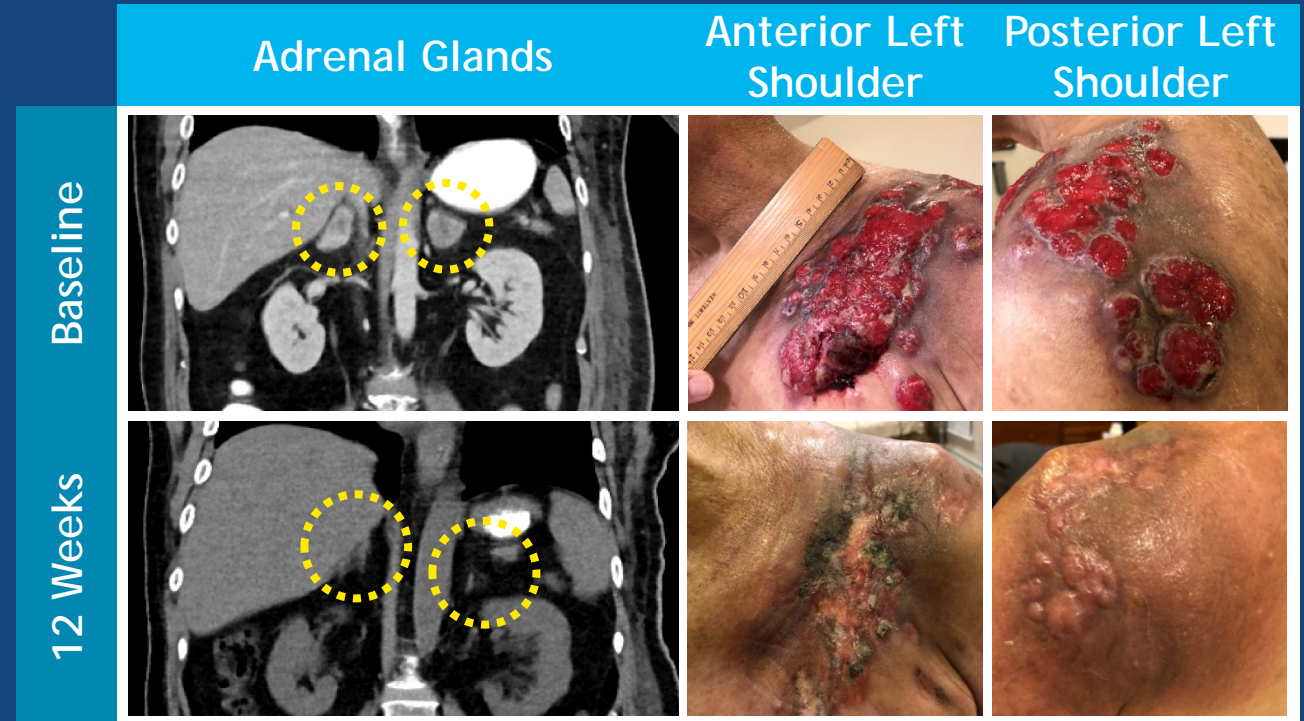 Adrenal Glands
Anterior Left
Shoulder
Posterior Left
Shoulder
Baseline
12 Weeks